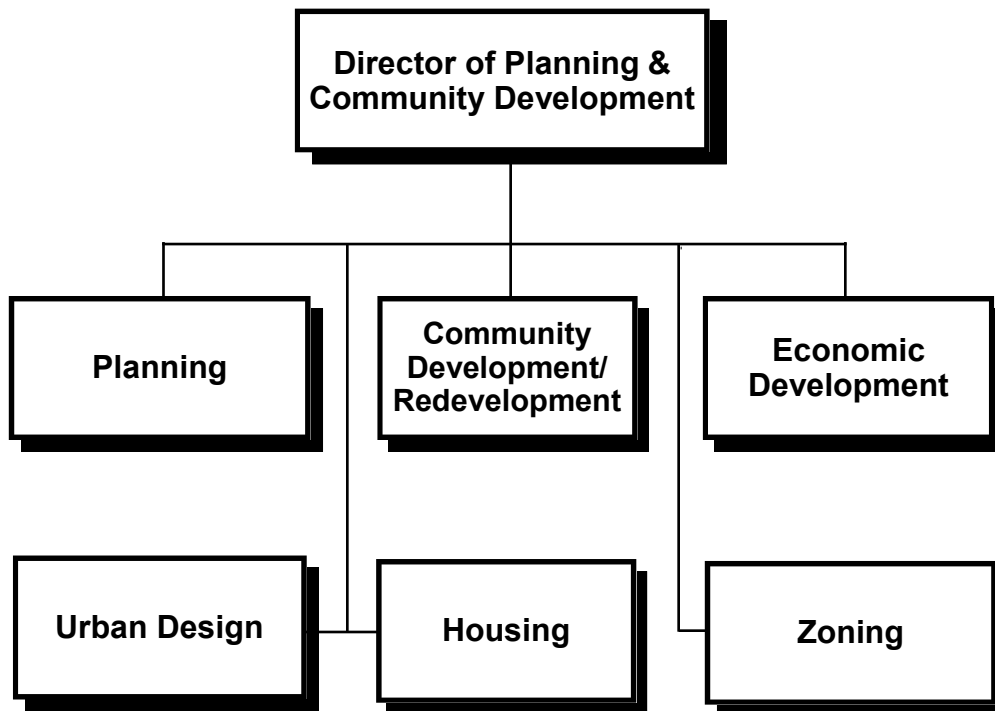 Director of Planning &
Community Development
Planning
Community
Development/
Redevelopment
Economic
Development
Urban Design
Housing
Zoning